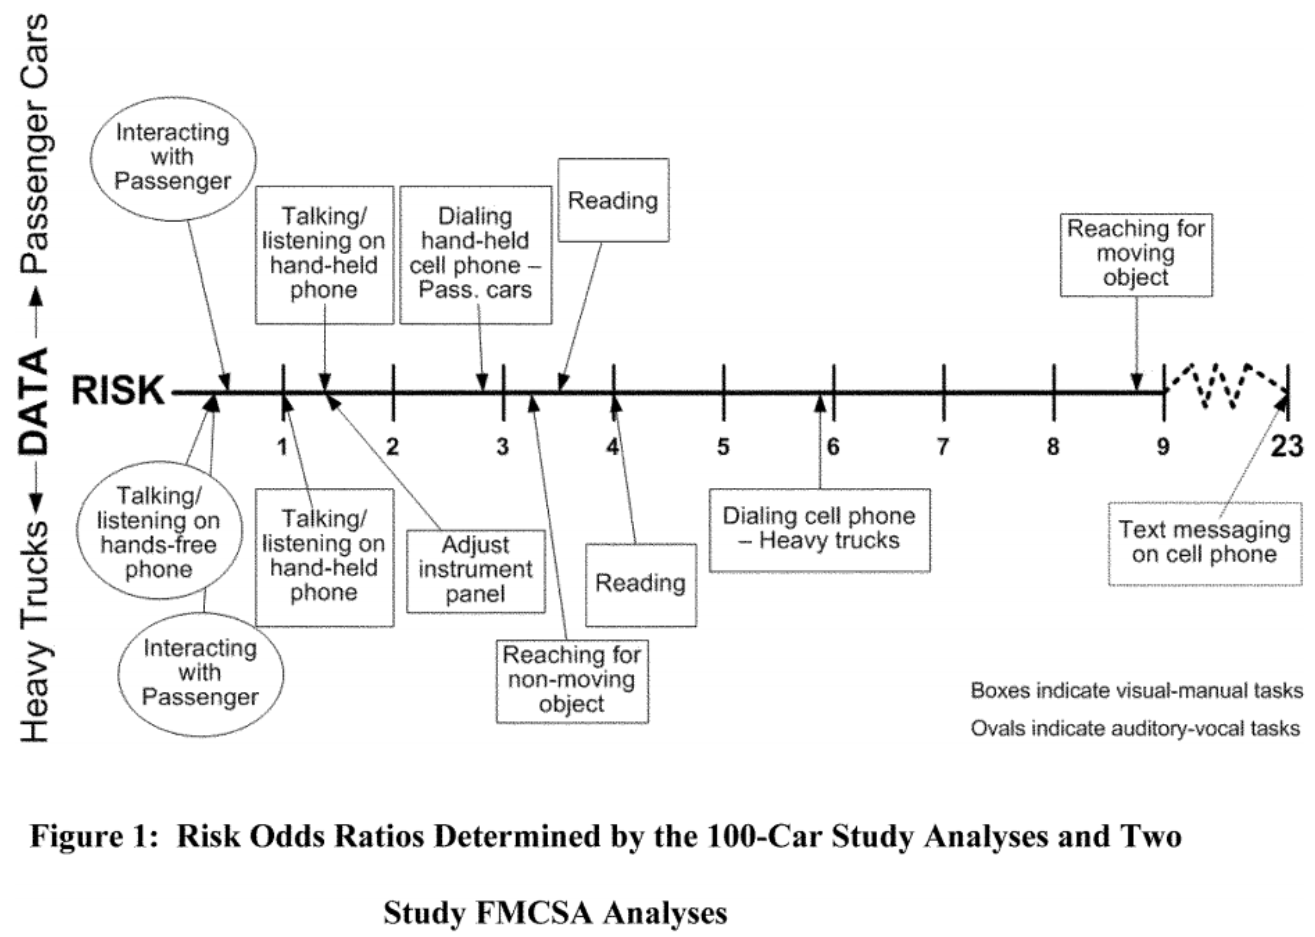 Heavy Trucks DATA Passenger Cars
Interacting
with
Passenger
Talking/
listening on
hand-held
phone
Dialing
hand-held
cell phone –
Pass. cars
Reading
Reaching for
moving
object
RISK
1 2 3 4 5 6 7 8 9 23
Talking/
listening on
hands-free
phone
Interacting
with
Passenger
Talking/
listening on
hand-held
phone
Adjust
instrument
panel
Reaching for
non-moving
object
Reading
Dialing cell phone
– Heavy trucks
Text messaging
on cell phone
Boxes indicate visual-manual tasks
Ovals indicate auditory-vocal tasks
Figure 1: Risk Odds Ratios Determined by the 100-Car Study Analyses and Two
Study FMCSA Analyses